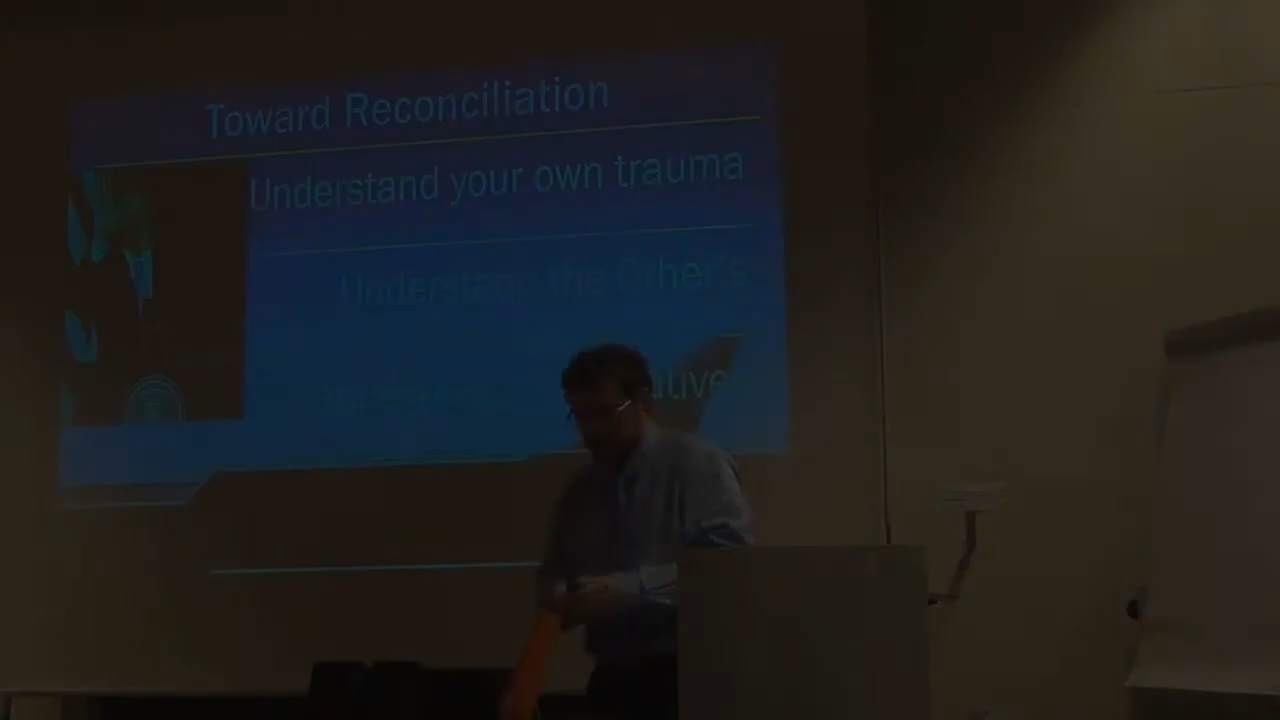 Toward Reconciliation
Understand your own trauma
Understand the Other's